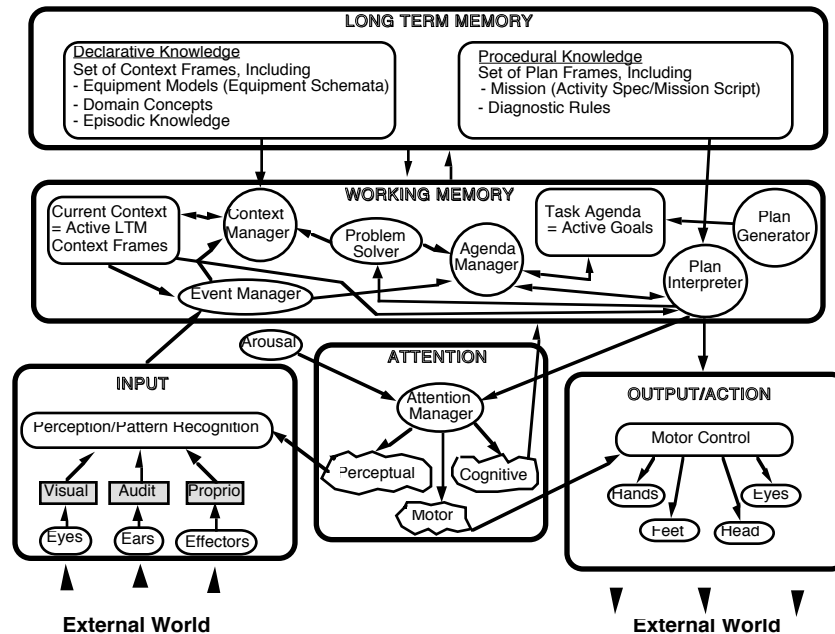 LONG TERM MEMORY
Declarative Knowledge
Set of Context Frames, Including
- Equipment Models (Equipment Schemata)
- Domain Concepts
- Episodic Knowledge
Procedural Knowledge
Set of Plan Frames, Including
- Mission (Activity Spec/Mission Script)
- Diagnostic Rules
WORKING MEMORY
Current Context
= Active LTM
Context Frames
Context
Manager
Problem
Solver
Agenda
Manager
Task Agenda
= Active Goals
Plan
Generator
Plan
Interpreter
Event Manager
Arousal
INPUT
Perception/Pattern Recognition
Visual
Audit
Proprio
Eyes
Ears
Effectors
External World
ATTENTION
Attention
Manager
Perceptual
Cognitive
Motor
OUTPUT/ACTION
Motor Control
Hands
Eyes
Feet
Head
External World